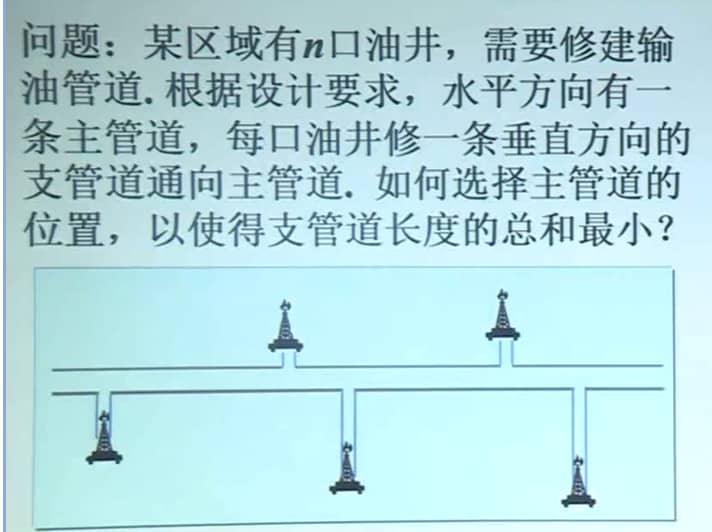 问题：某区域有n口油井，需要修建输
油管道.根据设计要求，水平方向有一
条主管道，每口油井修一条垂直方向的
支管道通向主管道. 如何选择主管道的
位置，以使得支管道长度的总和最小？